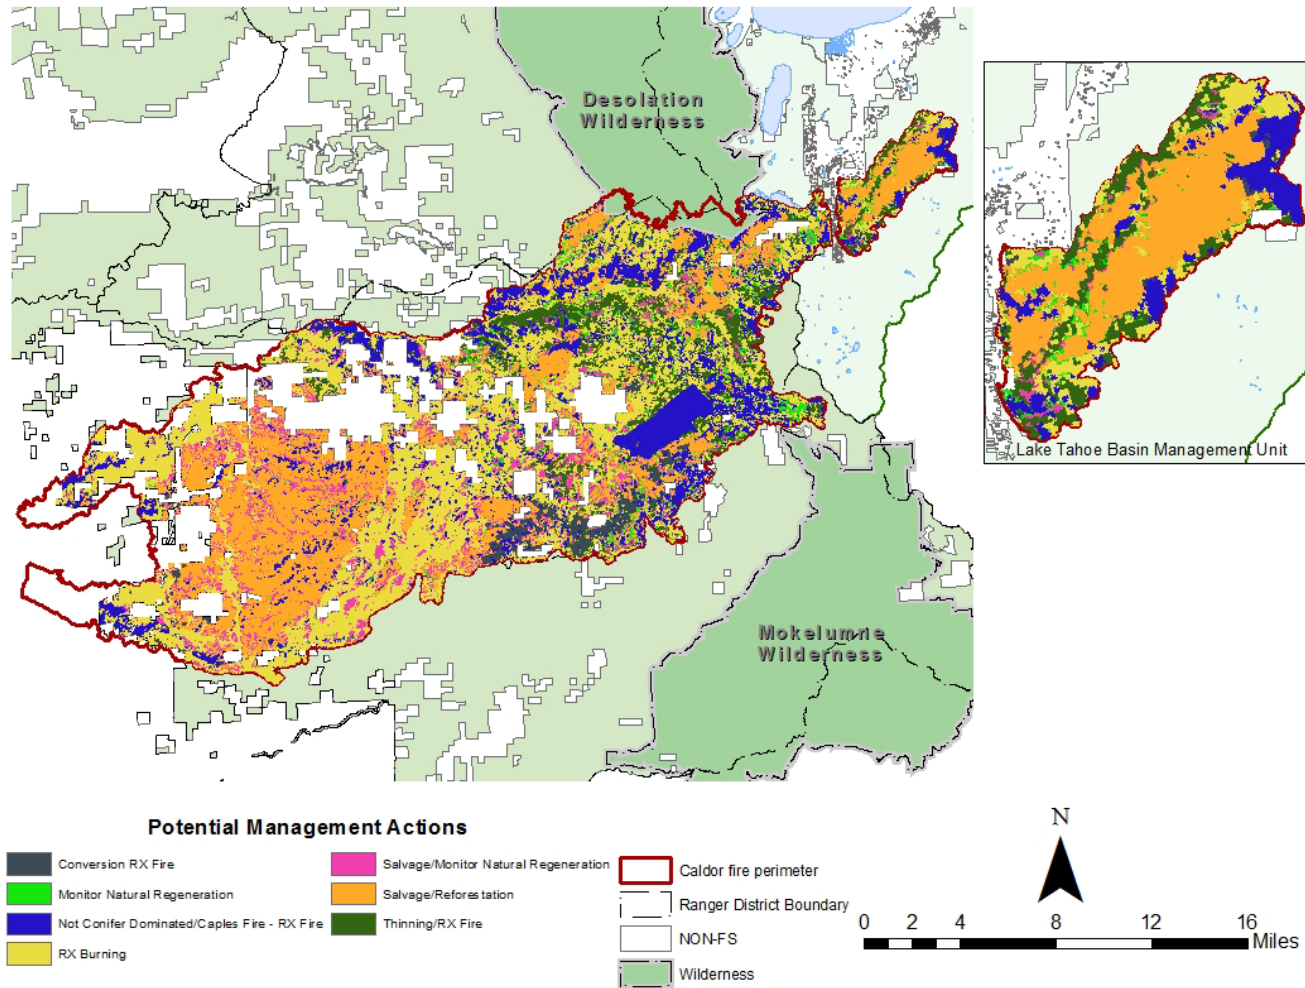 Desolation
Wilderness
Lake Tahoe Basin Management Unit
Mokelumne
Wilderness
Potential Management Actions
Conversion RX Fire
Monitor Natural Regeneration
Not Conifer Dominated/Caples Fire - RX Fire
RX Burning
Salvage/Monitor Natural Regeneration
Salvage/Reforestation
Thinning/RX Fire
Caldor fire perimeter
Ranger District Boundary
NON-FS
Wilderness
N
0 2 4 8 12 16
Miles